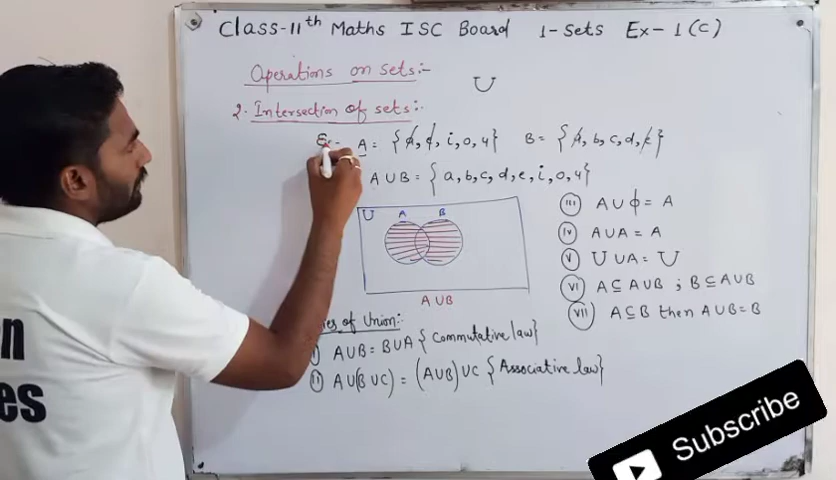 Class-11th Maths ISC Board 1-Sets Ex-1(c)
Operations on sets:-
∪
2. Intersection of sets:-
A = {a, e, i, o, u} B = {a, b, c, d, e}
A ∪ B = {a, b, c, d, e, i, o, u}
U A B
A ∪ B
ies of Union:-
i) A∪B = B∪A {Commutative law}
ii) A∪(B∪C) = (A∪B)∪C {Associative law}
iii) A∪ϕ = A
iv) A∪A = A
v) U∪A = U
vi) A⊆A∪B ; B⊆A∪B
vii) A⊆B then A∪B=B
n
es
Subscribe